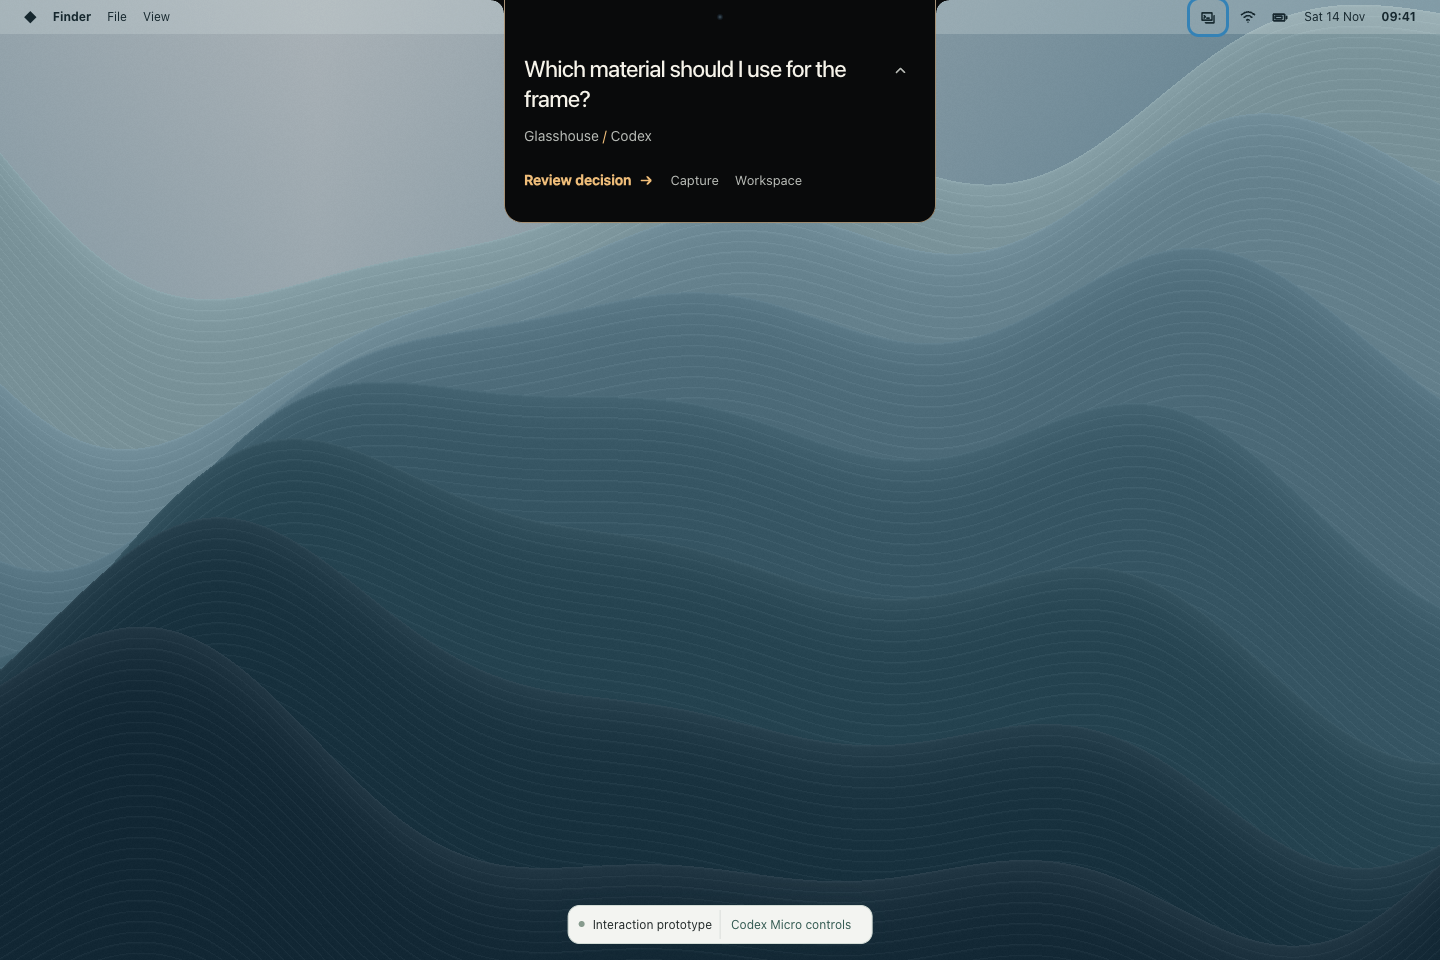 Finder File View
Sat 14 Nov 09:41
Which material should I use for the
frame?
Glasshouse / Codex
Review decision → Capture Workspace
Interaction prototype Codex Micro controls